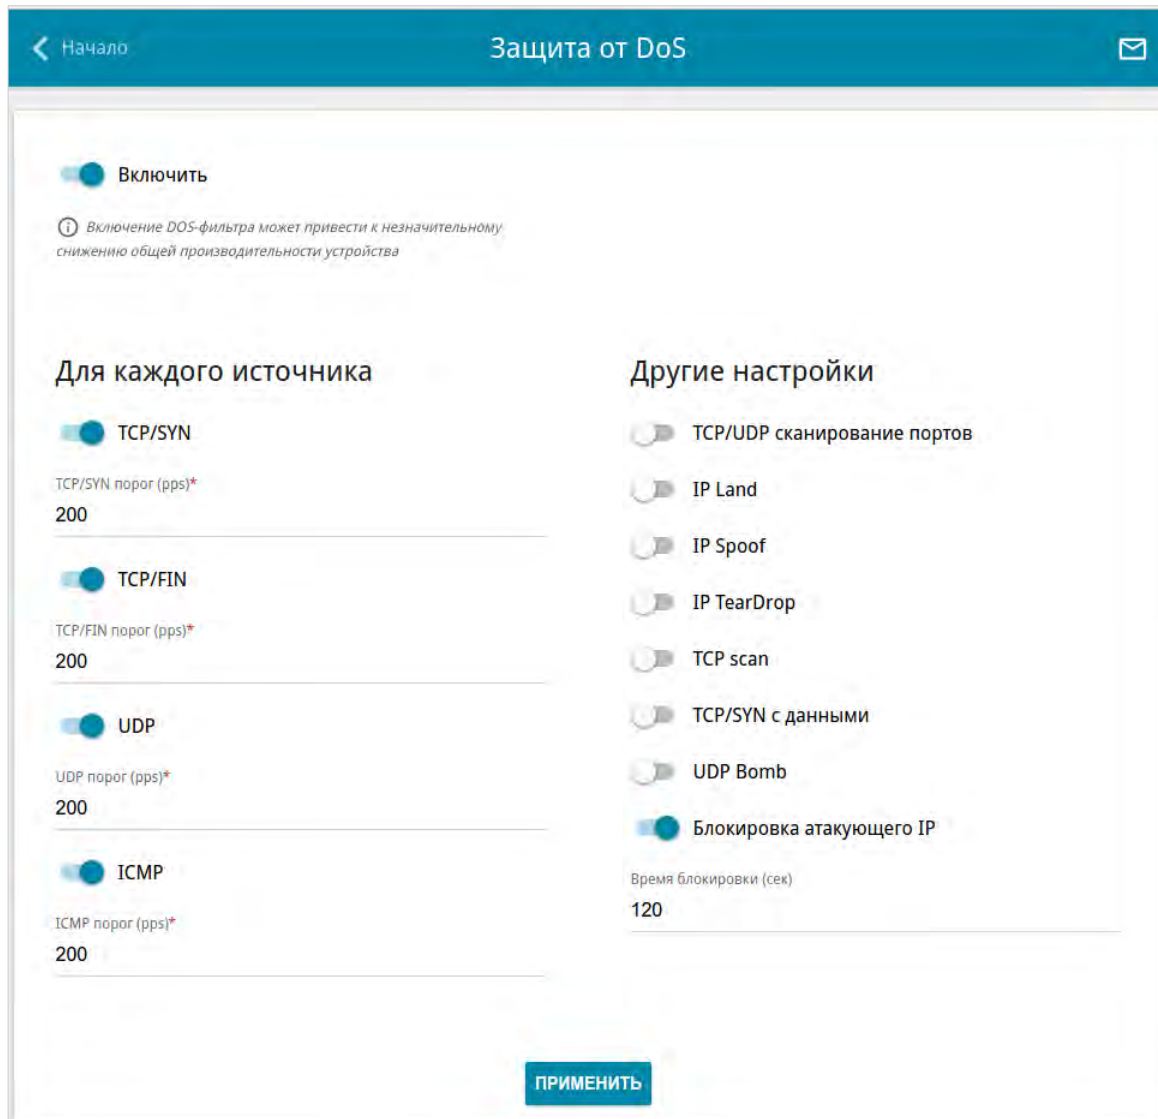 Начало
Защита от DoS
Включить
Включение DOS-фильтра может привести к незначительному
снижению общей производительности устройства
Для каждого источника
TCP/SYN
TCP/SYN порог (pps)*
200
TCP/FIN
TCP/FIN порог (pps)*
200
UDP
UDP порог (pps)*
200
ICMP
ICMP порог (pps)*
200
Другие настройки
TCP/UDP сканирование портов
IP Land
IP Spoof
IP TearDrop
TCP scan
TCP/SYN с данными
UDP Bomb
Блокировка атакующего IP
Время блокировки (сек)
120
ПРИМЕНИТЬ